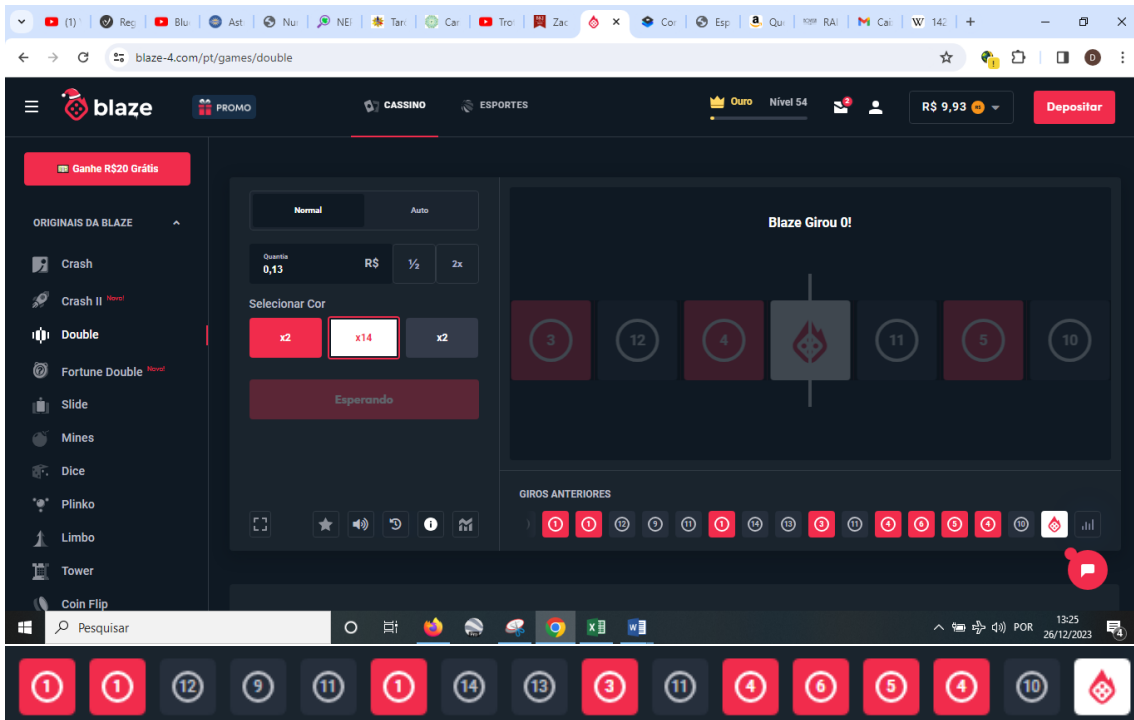 (1)
Reg
Blu
Ast
Nu
NEI
Tar
Car
Tro
Zac
Cor
Esp
Qu
RA
Cai
142
blaze-4.com/pt/games/double
D
blaze
PROMO
CASSINO
ESPORTES
Ouro
Nível 54
2
R$ 9,93
Depositar
Ganhe R$20 Grátis
ORIGINAIS DA BLAZE
Crash
Crash II Novo!
Double
Fortune Double Novo!
Slide
Mines
Dice
Plinko
Limbo
Tower
Coin Flip
Normal
Auto
Quantia
0,13
R$
½
2x
Selecionar Cor
x2
x14
x2
Esperando
Blaze Girou 0!
3
12
4
11
5
10
GIROS ANTERIORES
1
1
12
9
11
1
14
13
3
11
4
6
5
4
10
Pesquisar
POR
13:25
26/12/2023
4
1
1
12
9
11
1
14
13
3
11
4
6
5
4
10